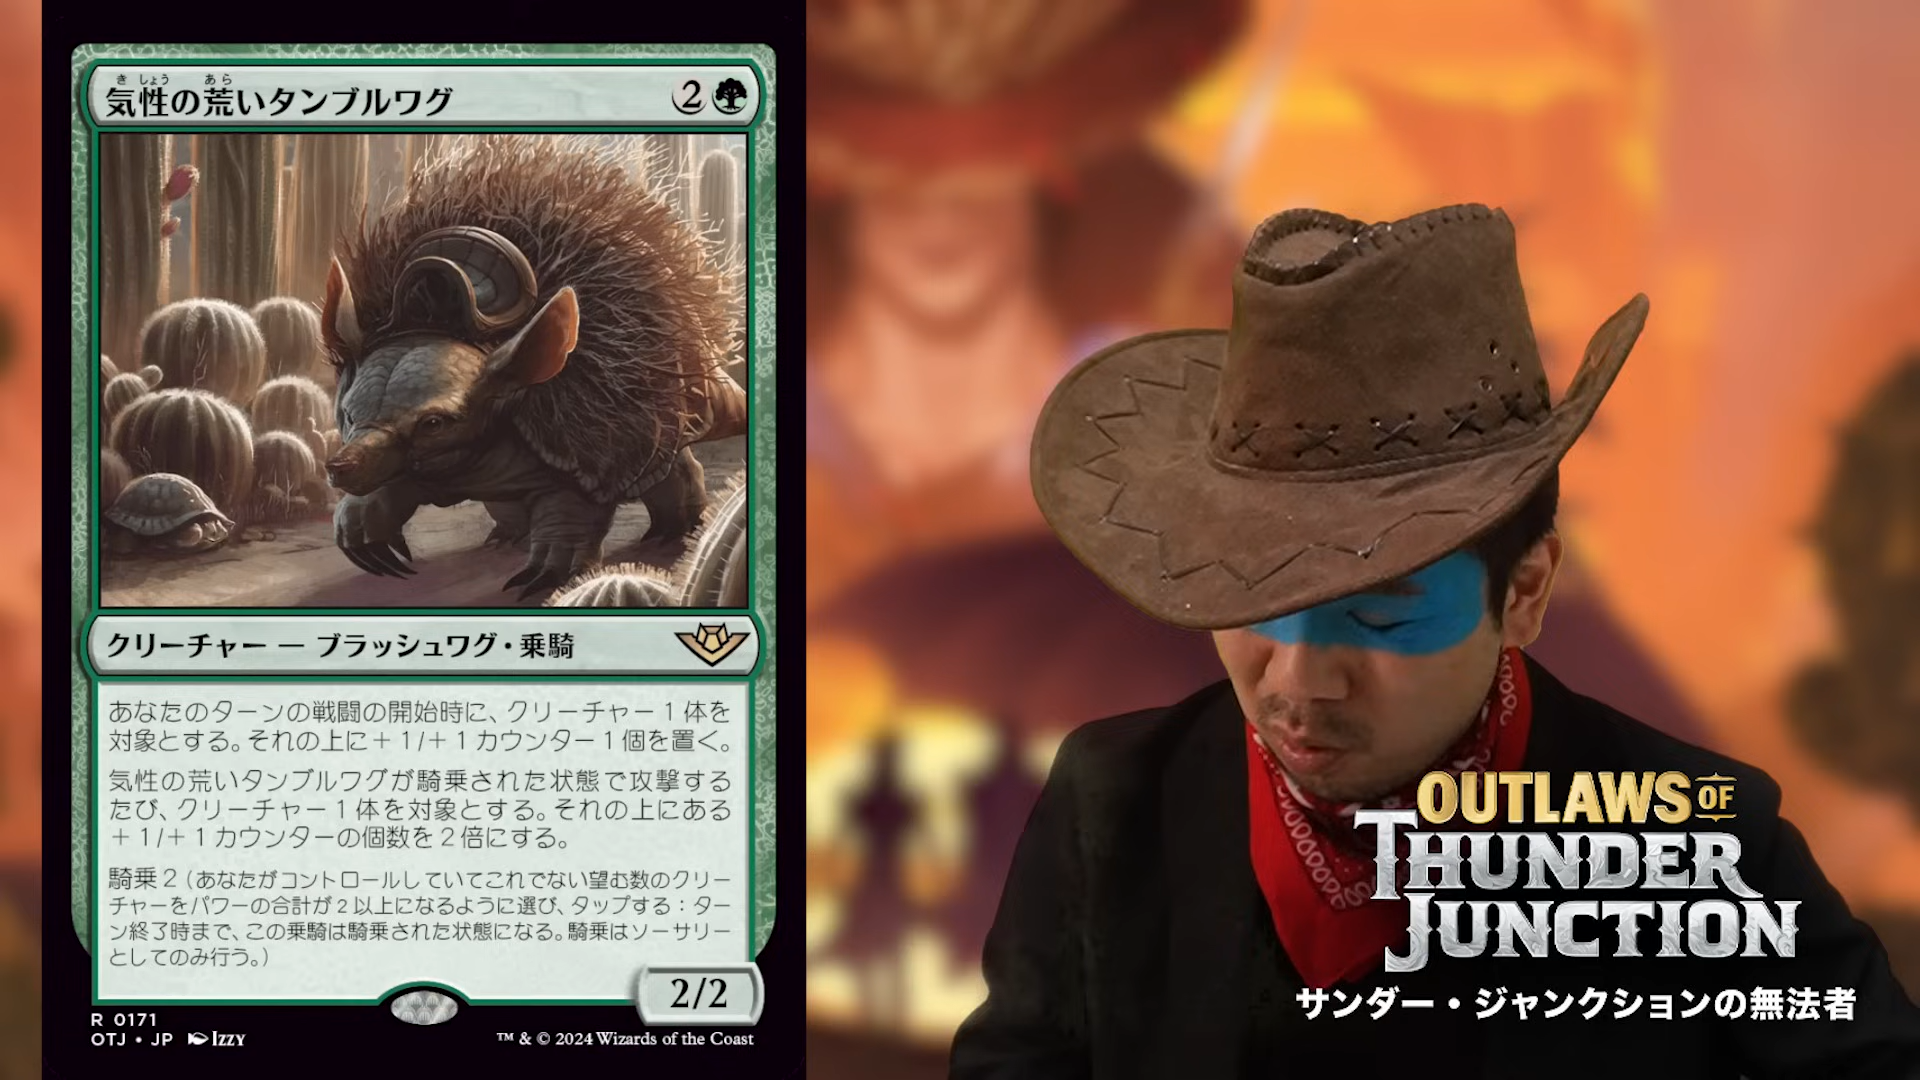 きしょう あら
気性の荒いタンブルワグ
2
クリーチャー ― ブラッシュワグ・乗騎
あなたのターンの戦闘の開始時に、クリーチャー1体を
対象とする。それの上に+1/+1カウンター1個を置く。
気性の荒いタンブルワグが騎乗された状態で攻撃する
たび、クリーチャー1体を対象とする。それの上にある
+1/+1カウンターの個数を2倍にする。
騎乗2(あなたがコントロールしていてこれでない望む数のクリー
チャーをパワーの合計が2以上になるように選び、タップする:ター
ン終了時まで、この乗騎は騎乗された状態になる。騎乗はソーサリー
としてのみ行う。)
2/2
R 0171
OTJ • JP Izzy
™ & © 2024 Wizards of the Coast
OUTLAWS OF
THUNDER
JUNCTION
サンダー・ジャンクションの無法者